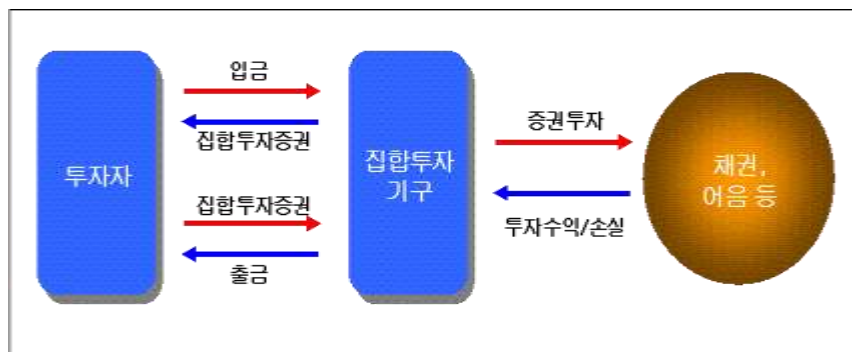 입금
집합투자증권
투자자
집합투자증권
출금
집합투자
기구
증권투자
투자수익/손실
채권,
어음 등